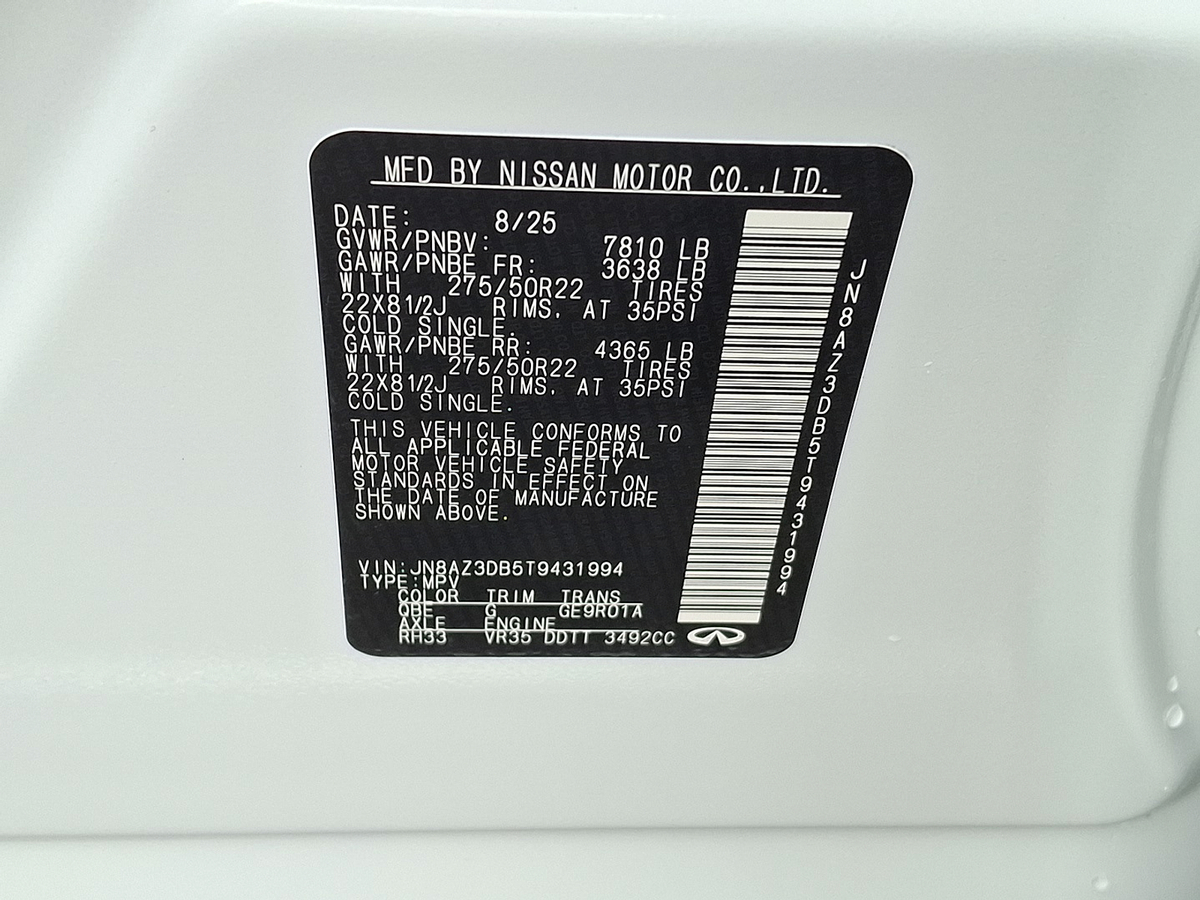 MFD BY NISSAN MOTOR CO.,LTD.
DATE: 8/25
GVWR/PNBV: 7810 LB
GAWR/PNBE FR: 3638 LB
WITH 275/50R22 TIRES
22X81/2J RIMS. AT 35PSI
COLD SINGLE.
GAWR/PNBE RR: 4365 LB
WITH 275/50R22 TIRES
22X81/2J RIMS. AT 35PSI
COLD SINGLE.
THIS VEHICLE CONFORMS TO
ALL APPLICABLE FEDERAL
MOTOR VEHICLE SAFETY
STANDARDS IN EFFECT ON
THE DATE OF MANUFACTURE
SHOWN ABOVE.
VIN:JN8AZ3DB5T9431994
TYPE:MPV
COLOR TRIM TRANS
QBE G GE9R01A
AXLE ENGINE
RH33 VR35 DDTT 3492CC
JN8AZ3DB5T9431994